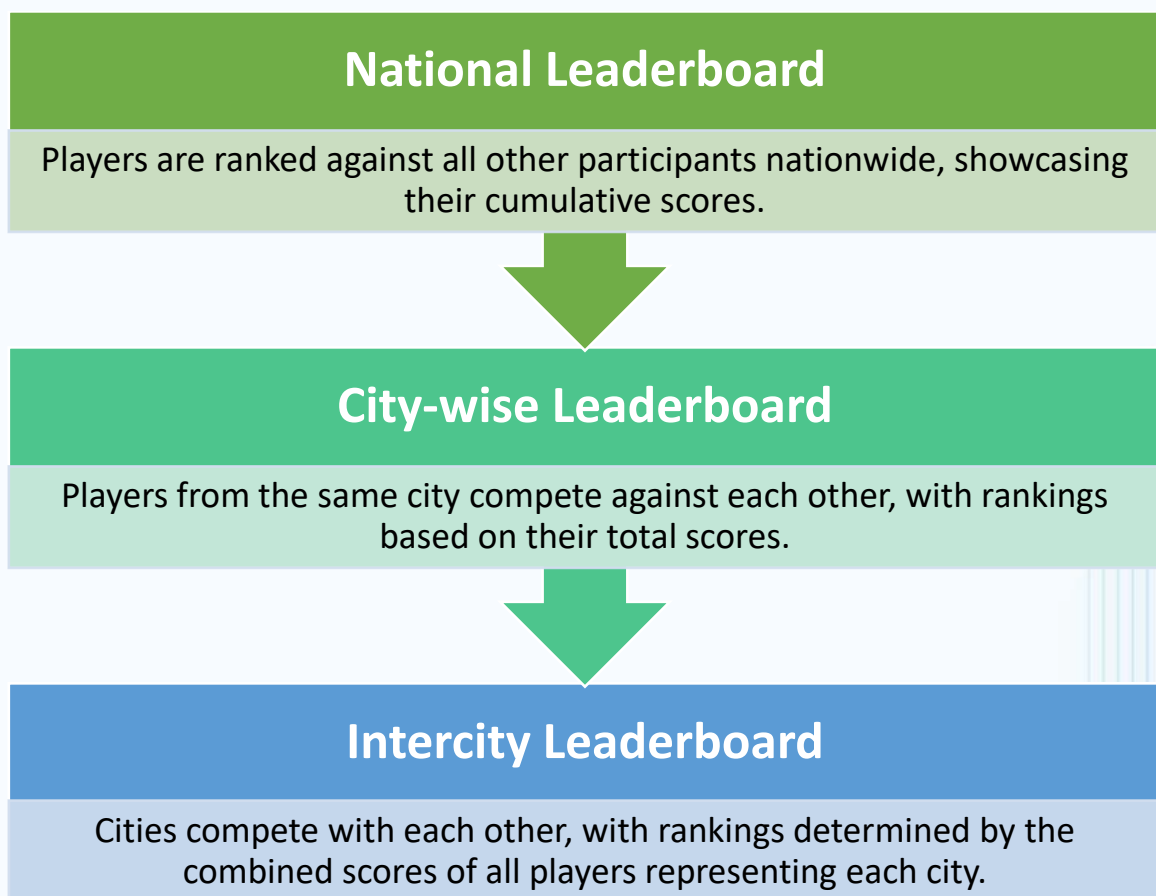 National Leaderboard
Players are ranked against all other participants nationwide, showcasing
their cumulative scores.
City-wise Leaderboard
Players from the same city compete against each other, with rankings
based on their total scores.
Intercity Leaderboard
Cities compete with each other, with rankings determined by the
combined scores of all players representing each city.